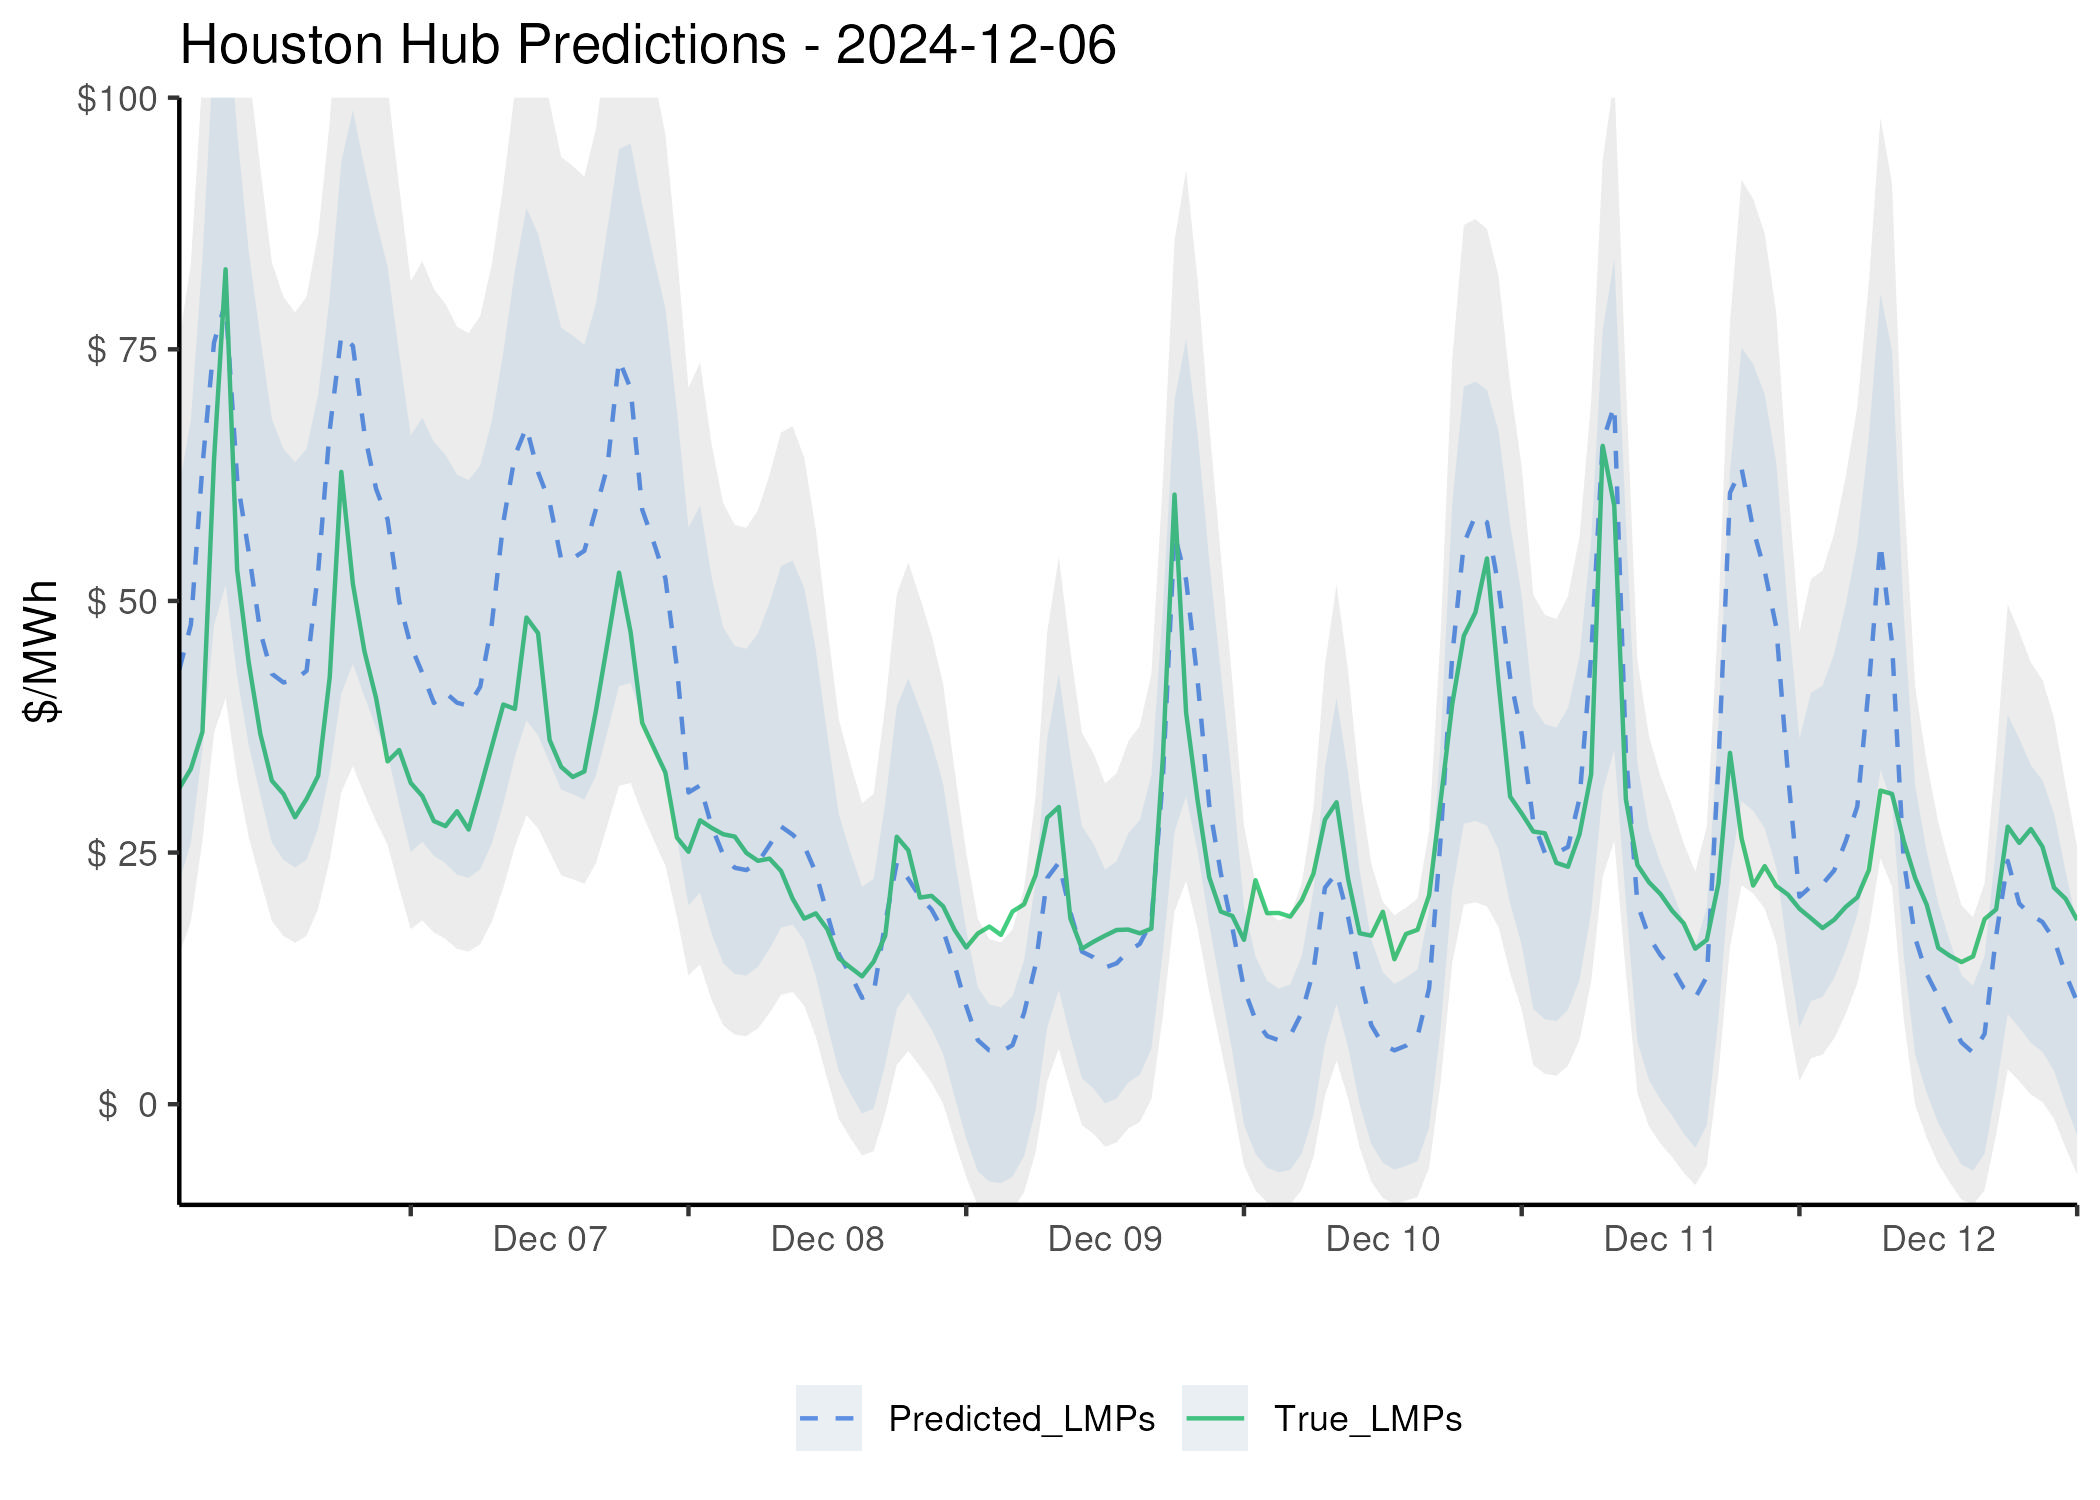 Houston Hub Predictions - 2024-12-06
$100
$ 75
$ 50
$ 25
$ 0
$/MWh
Dec 07 Dec 08 Dec 09 Dec 10 Dec 11 Dec 12
Predicted_LMPs True_LMPs